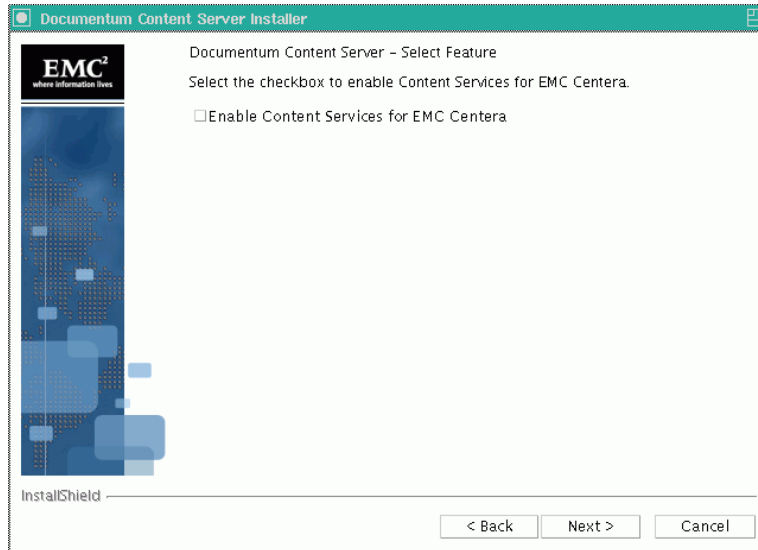 Documentum Content Server Installer
EMC²
where information lives
Documentum Content Server – Select Feature
Select the checkbox to enable Content Services for EMC Centera.
Enable Content Services for EMC Centera
InstallShield
< Back
Next >
Cancel